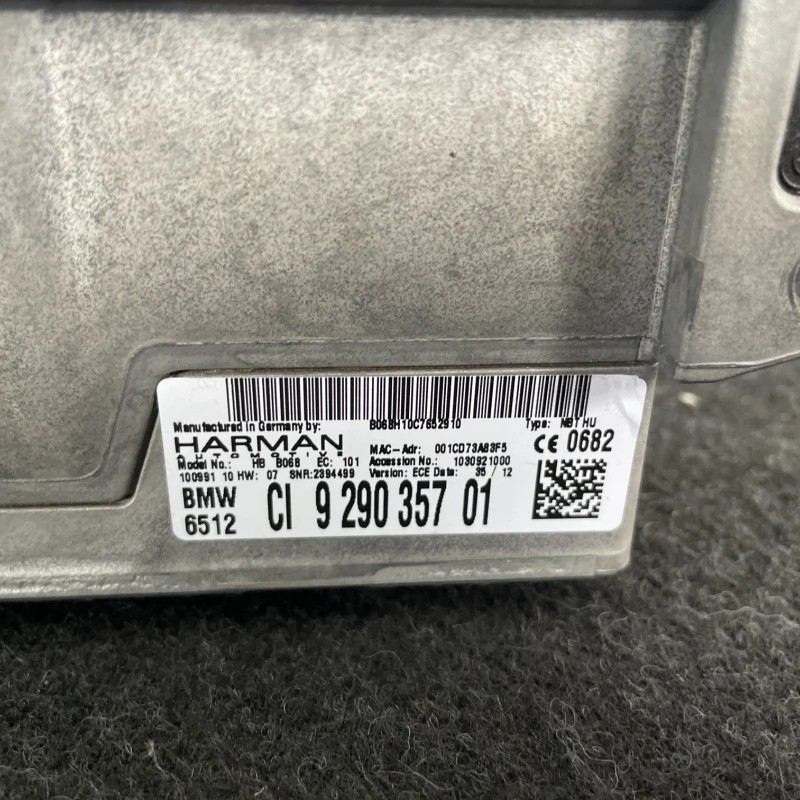 Manufactured in Germany by: B068H10C7652910 Type: NBT HU
HARMAN
AUTOMOTIVE
MAC-Adr: 001CD73A83F5 CE 0682
Model No.: HB B068 EC: 101 Accession No.: 1030921000
100991 10 HW: 07 SNR:2394499 Version: ECE Date: 35 / 12
BMW
6512
CI 9 290 357 01